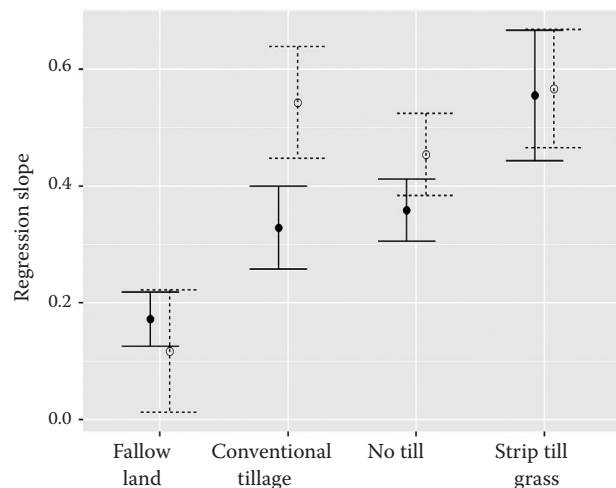 Regression slope
0.6
0.4
0.2
0.0
Fallow
land
Conventional
tillage
No till
Strip till
grass